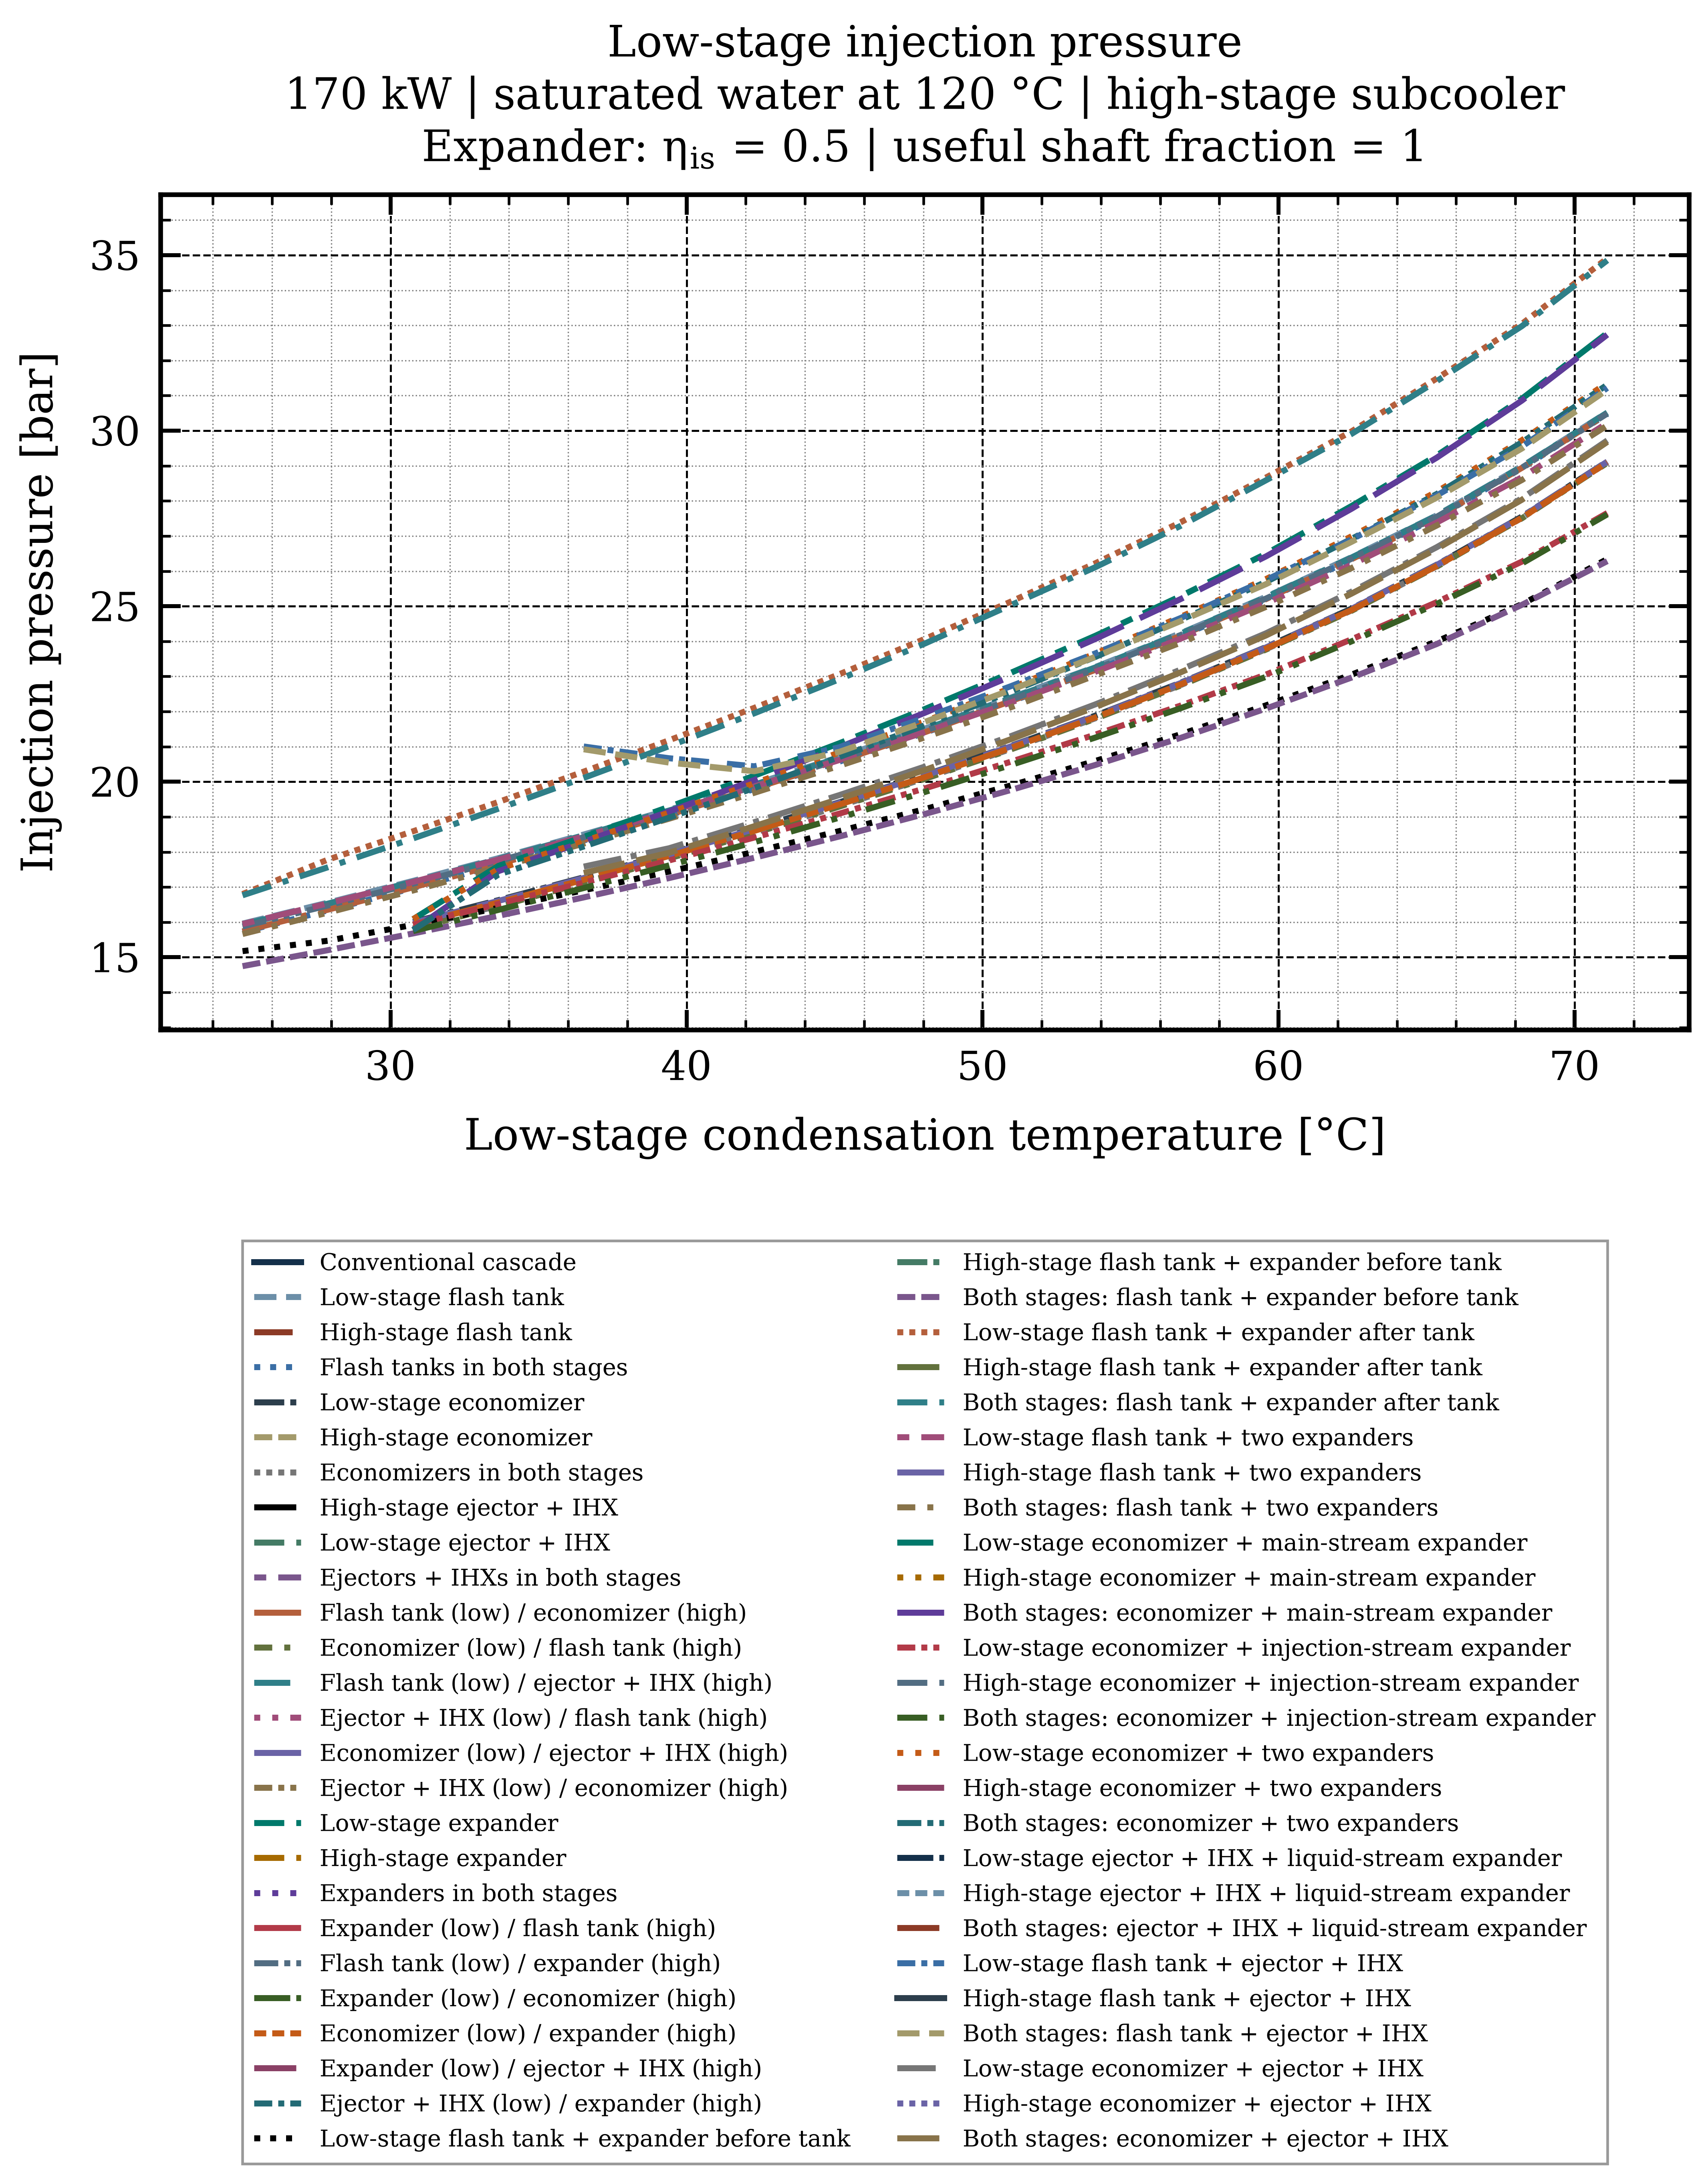 Low-stage injection pressure
170 kW | saturated water at 120 °C | high-stage subcooler
Expander: ηis = 0.5 | useful shaft fraction = 1
Injection pressure [bar]
35
30
25
20
15
30 40 50 60 70
Low-stage condensation temperature [°C]
Conventional cascade
Low-stage flash tank
High-stage flash tank
Flash tanks in both stages
Low-stage economizer
High-stage economizer
Economizers in both stages
High-stage ejector + IHX
Low-stage ejector + IHX
Ejectors + IHXs in both stages
Flash tank (low) / economizer (high)
Economizer (low) / flash tank (high)
Flash tank (low) / ejector + IHX (high)
Ejector + IHX (low) / flash tank (high)
Economizer (low) / ejector + IHX (high)
Ejector + IHX (low) / economizer (high)
Low-stage expander
High-stage expander
Expanders in both stages
Expander (low) / flash tank (high)
Flash tank (low) / expander (high)
Expander (low) / economizer (high)
Economizer (low) / expander (high)
Expander (low) / ejector + IHX (high)
Ejector + IHX (low) / expander (high)
Low-stage flash tank + expander before tank
High-stage flash tank + expander before tank
Both stages: flash tank + expander before tank
Low-stage flash tank + expander after tank
High-stage flash tank + expander after tank
Both stages: flash tank + expander after tank
Low-stage flash tank + two expanders
High-stage flash tank + two expanders
Both stages: flash tank + two expanders
Low-stage economizer + main-stream expander
High-stage economizer + main-stream expander
Both stages: economizer + main-stream expander
Low-stage economizer + injection-stream expander
High-stage economizer + injection-stream expander
Both stages: economizer + injection-stream expander
Low-stage economizer + two expanders
High-stage economizer + two expanders
Both stages: economizer + two expanders
Low-stage ejector + IHX + liquid-stream expander
High-stage ejector + IHX + liquid-stream expander
Both stages: ejector + IHX + liquid-stream expander
Low-stage flash tank + ejector + IHX
High-stage flash tank + ejector + IHX
Both stages: flash tank + ejector + IHX
Low-stage economizer + ejector + IHX
High-stage economizer + ejector + IHX
Both stages: economizer + ejector + IHX